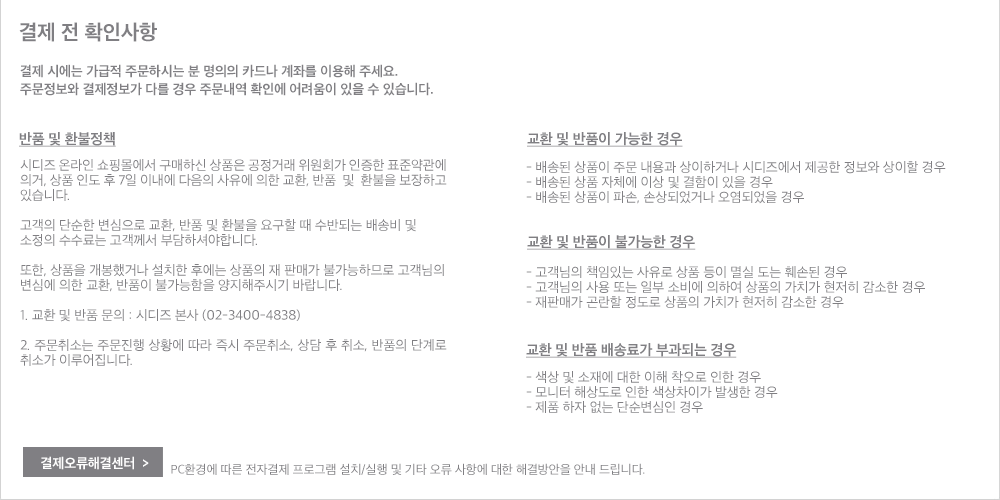 결제 전 확인사항
결제 시에는 가급적 주문하시는 분 명의의 카드나 계좌를 이용해 주세요.
주문정보와 결제정보가 다를 경우 주문내역 확인에 어려움이 있을 수 있습니다.
반품 및 환불정책
시디즈 온라인 쇼핑몰에서 구매하신 상품은 공정거래 위원회가 인증한 표준약관에
의거, 상품 인도 후 7일 이내에 다음의 사유에 의한 교환, 반품 및 환불을 보장하고
있습니다.
고객의 단순한 변심으로 교환, 반품 및 환불을 요구할 때 수반되는 배송비 및
소정의 수수료는 고객께서 부담하셔야합니다.
또한, 상품을 개봉했거나 설치한 후에는 상품의 재 판매가 불가능하므로 고객님의
변심에 의한 교환, 반품이 불가능함을 양지해주시기 바랍니다.
1. 교환 및 반품 문의 : 시디즈 본사 (02-3400-4838)
2. 주문취소는 주문진행 상황에 따라 즉시 주문취소, 상담 후 취소, 반품의 단계로
취소가 이루어집니다.
교환 및 반품이 가능한 경우
- 배송된 상품이 주문 내용과 상이하거나 시디즈에서 제공한 정보와 상이할 경우
- 배송된 상품 자체에 이상 및 결함이 있을 경우
- 배송된 상품이 파손, 손상되었거나 오염되었을 경우
교환 및 반품이 불가능한 경우
- 고객님의 책임있는 사유로 상품 등이 멸실 도는 훼손된 경우
- 고객님의 사용 또는 일부 소비에 의하여 상품의 가치가 현저히 감소한 경우
- 재판매가 곤란할 정도로 상품의 가치가 현저히 감소한 경우
교환 및 반품 배송료가 부과되는 경우
- 색상 및 소재에 대한 이해 착오로 인한 경우
- 모니터 해상도로 인한 색상차이가 발생한 경우
- 제품 하자 없는 단순변심인 경우
결제오류해결센터 >
PC환경에 따른 전자결제 프로그램 설치/실행 및 기타 오류 사항에 대한 해결방안을 안내 드립니다.